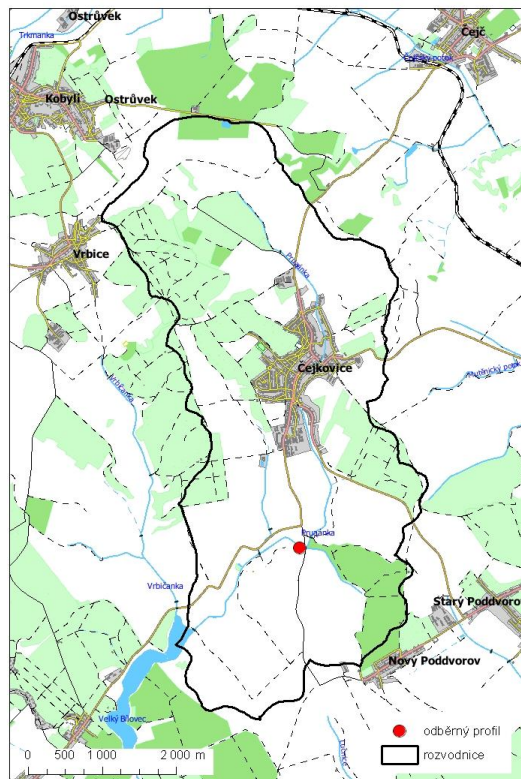 Ostrůvek
Trkmanka
Čejč
Kobylí
Ostrůvek
Vrbice
Prušánka
Čejkovice
Vrbičanka
Prušánka
Vrbičanka
Starý Poddvorov
Nový Poddvorov
Velký Bílovec
odběrný profil
rozvodnice
0 500 1 000 2 000 m